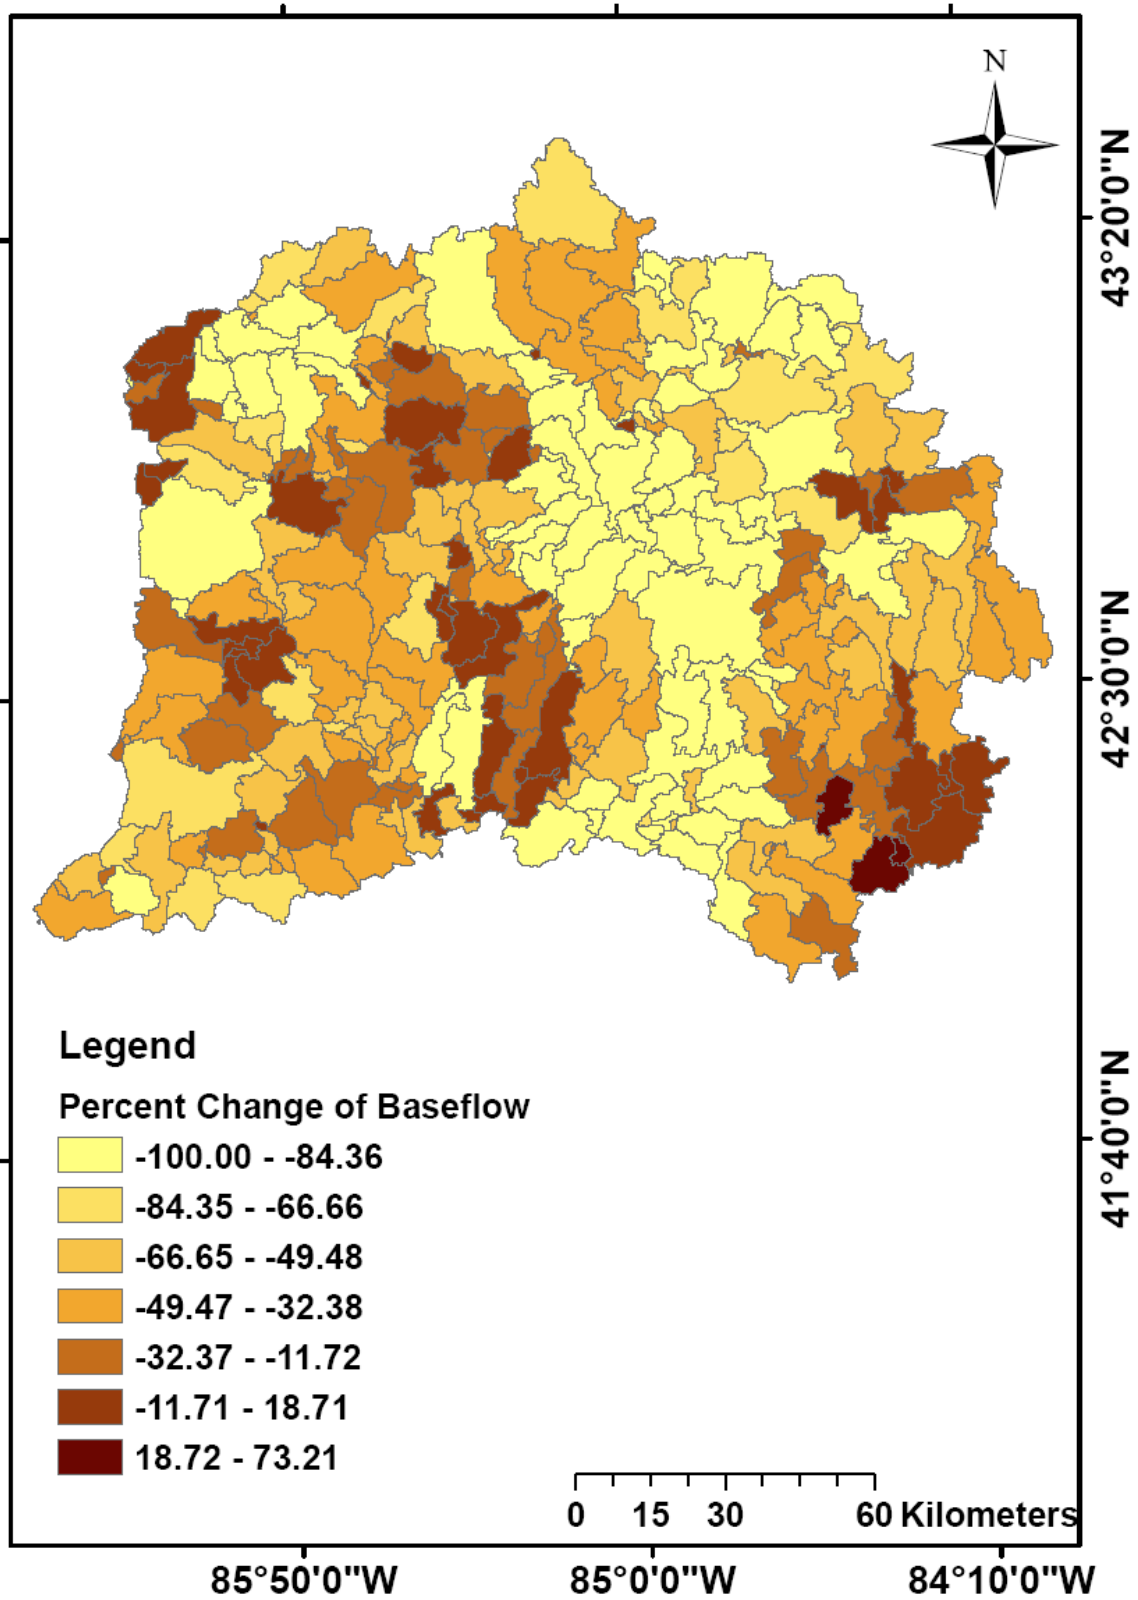 N
43°20'0"N
42°30'0"N
41°40'0"N
Legend
Percent Change of Baseflow
-100.00 - -84.36
-84.35 - -66.66
-66.65 - -49.48
-49.47 - -32.38
-32.37 - -11.72
-11.71 - 18.71
18.72 - 73.21
0 15 30 60 Kilometers
85°50'0"W 85°0'0"W 84°10'0"W